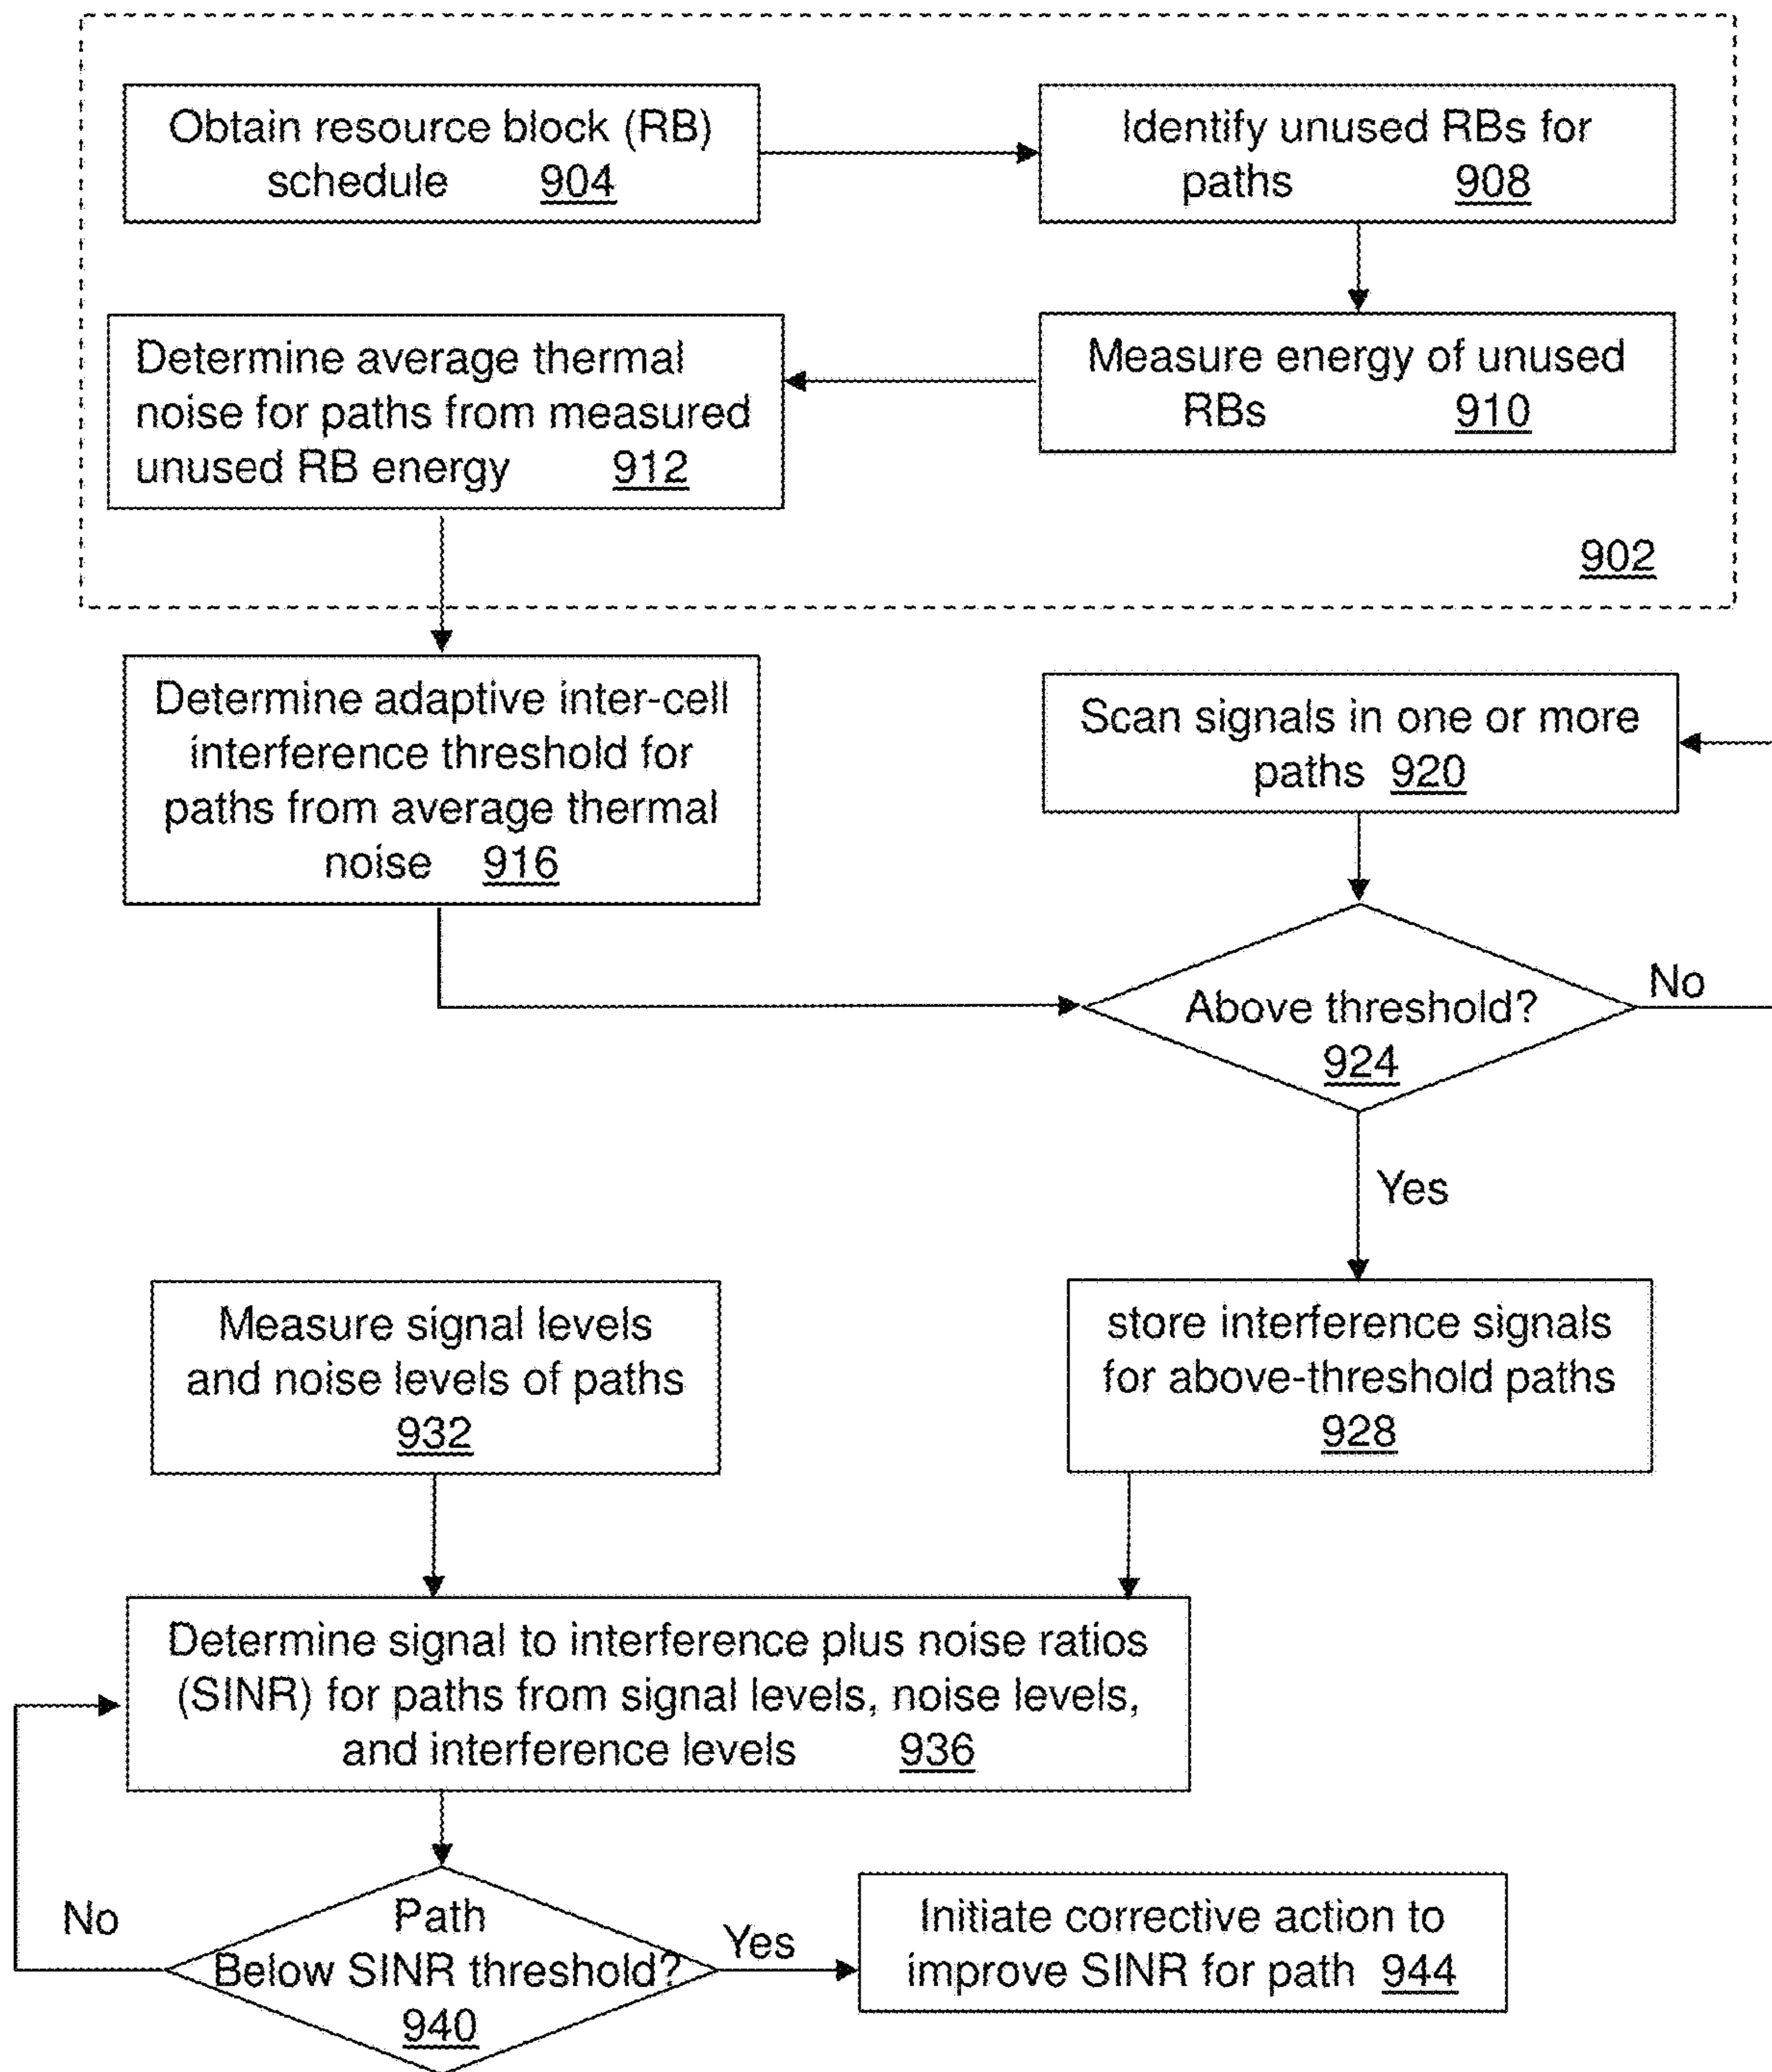 Obtain resource block (RB)
schedule 904
Identify unused RBs for
paths 908
Determine average thermal
noise for paths from measured
unused RB energy 912
Measure energy of unused
RBs 910
902
Determine adaptive inter-cell
interference threshold for
paths from average thermal
noise 916
Scan signals in one or more
paths 920
Above threshold?
924
No
Yes
Measure signal levels
and noise levels of paths
932
store interference signals
for above-threshold paths
928
Determine signal to interference plus noise ratios
(SINR) for paths from signal levels, noise levels,
and interference levels 936
No
Path
Below SINR threshold?
940
Yes
Initiate corrective action to
improve SINR for path 944